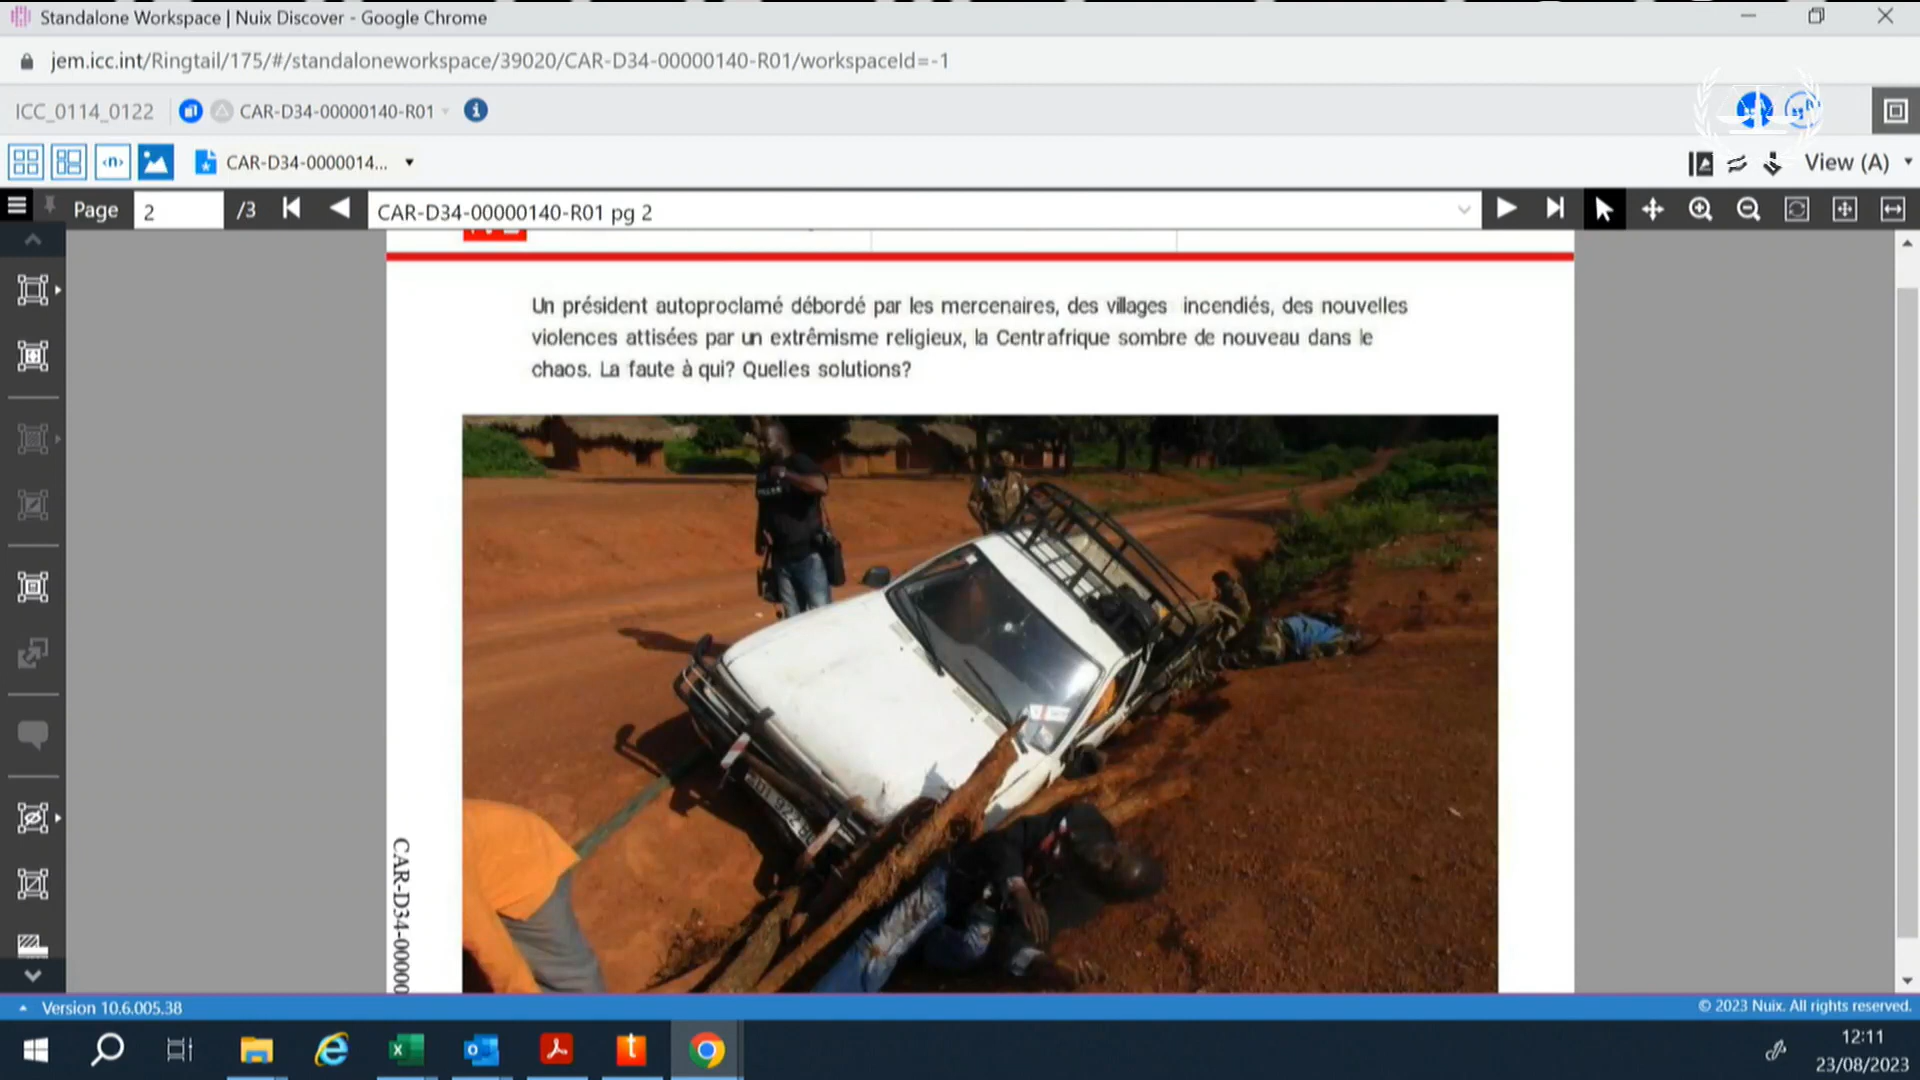 Standalone Workspace | Nuix Discover - Google Chrome
jem.icc.int/Ringtail/175/#/standaloneworkspace/39020/CAR-D34-00000140-R01/workspaceId=-1
ICC_0114_0122
CAR-D34-00000140-R01
CAR-D34-0000014...
View (A)
Page 2 /3
CAR-D34-00000140-R01 pg 2
Un président autoproclamé débordé par les mercenaires, des villages incendiés, des nouvelles
violences attisées par un extrêmisme religieux, la Centrafrique sombre de nouveau dans le
chaos. La faute à qui? Quelles solutions?
PRESS
CAR-D34-00000
Version 10.6.005.38
© 2023 Nuix. All rights reserved.
12:11
23/08/2023